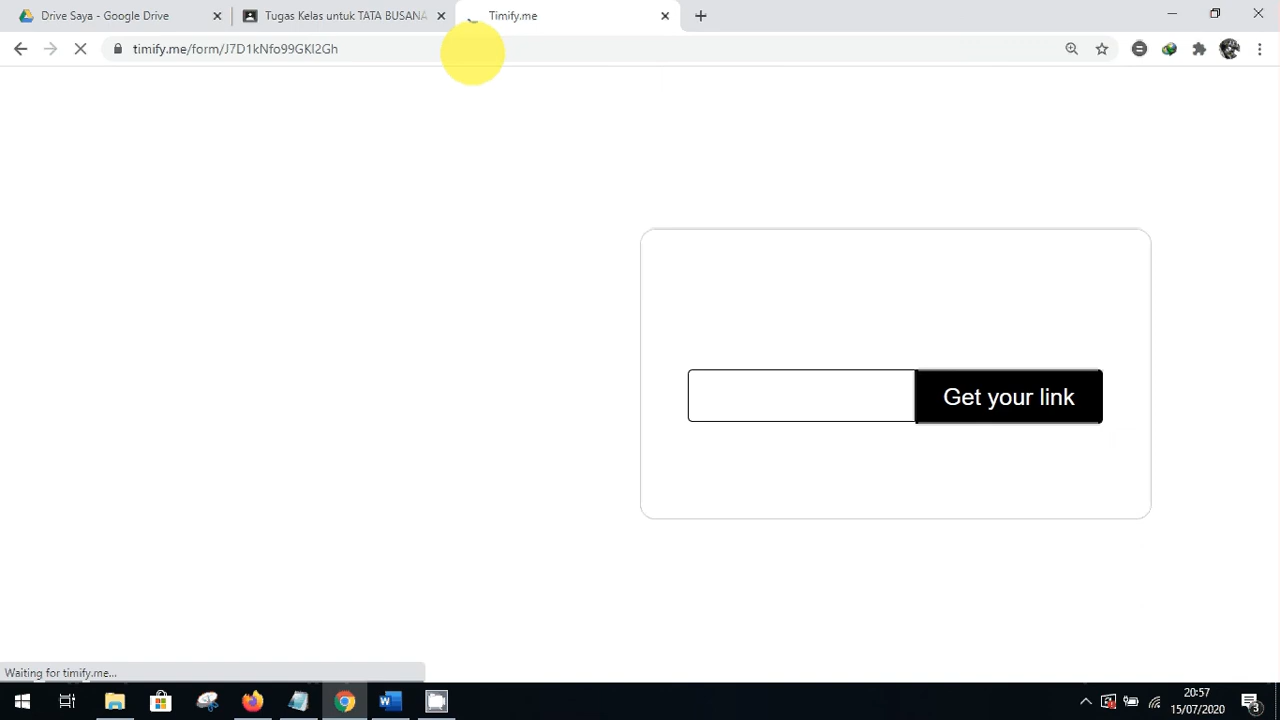 Drive Saya - Google Drive
Tugas Kelas untuk TATA BUSANA
Timify.me
timify.me/form/J7D1kNfo99GKl2Gh
Get your link
Waiting for timify.me...
20:57
15/07/2020
3